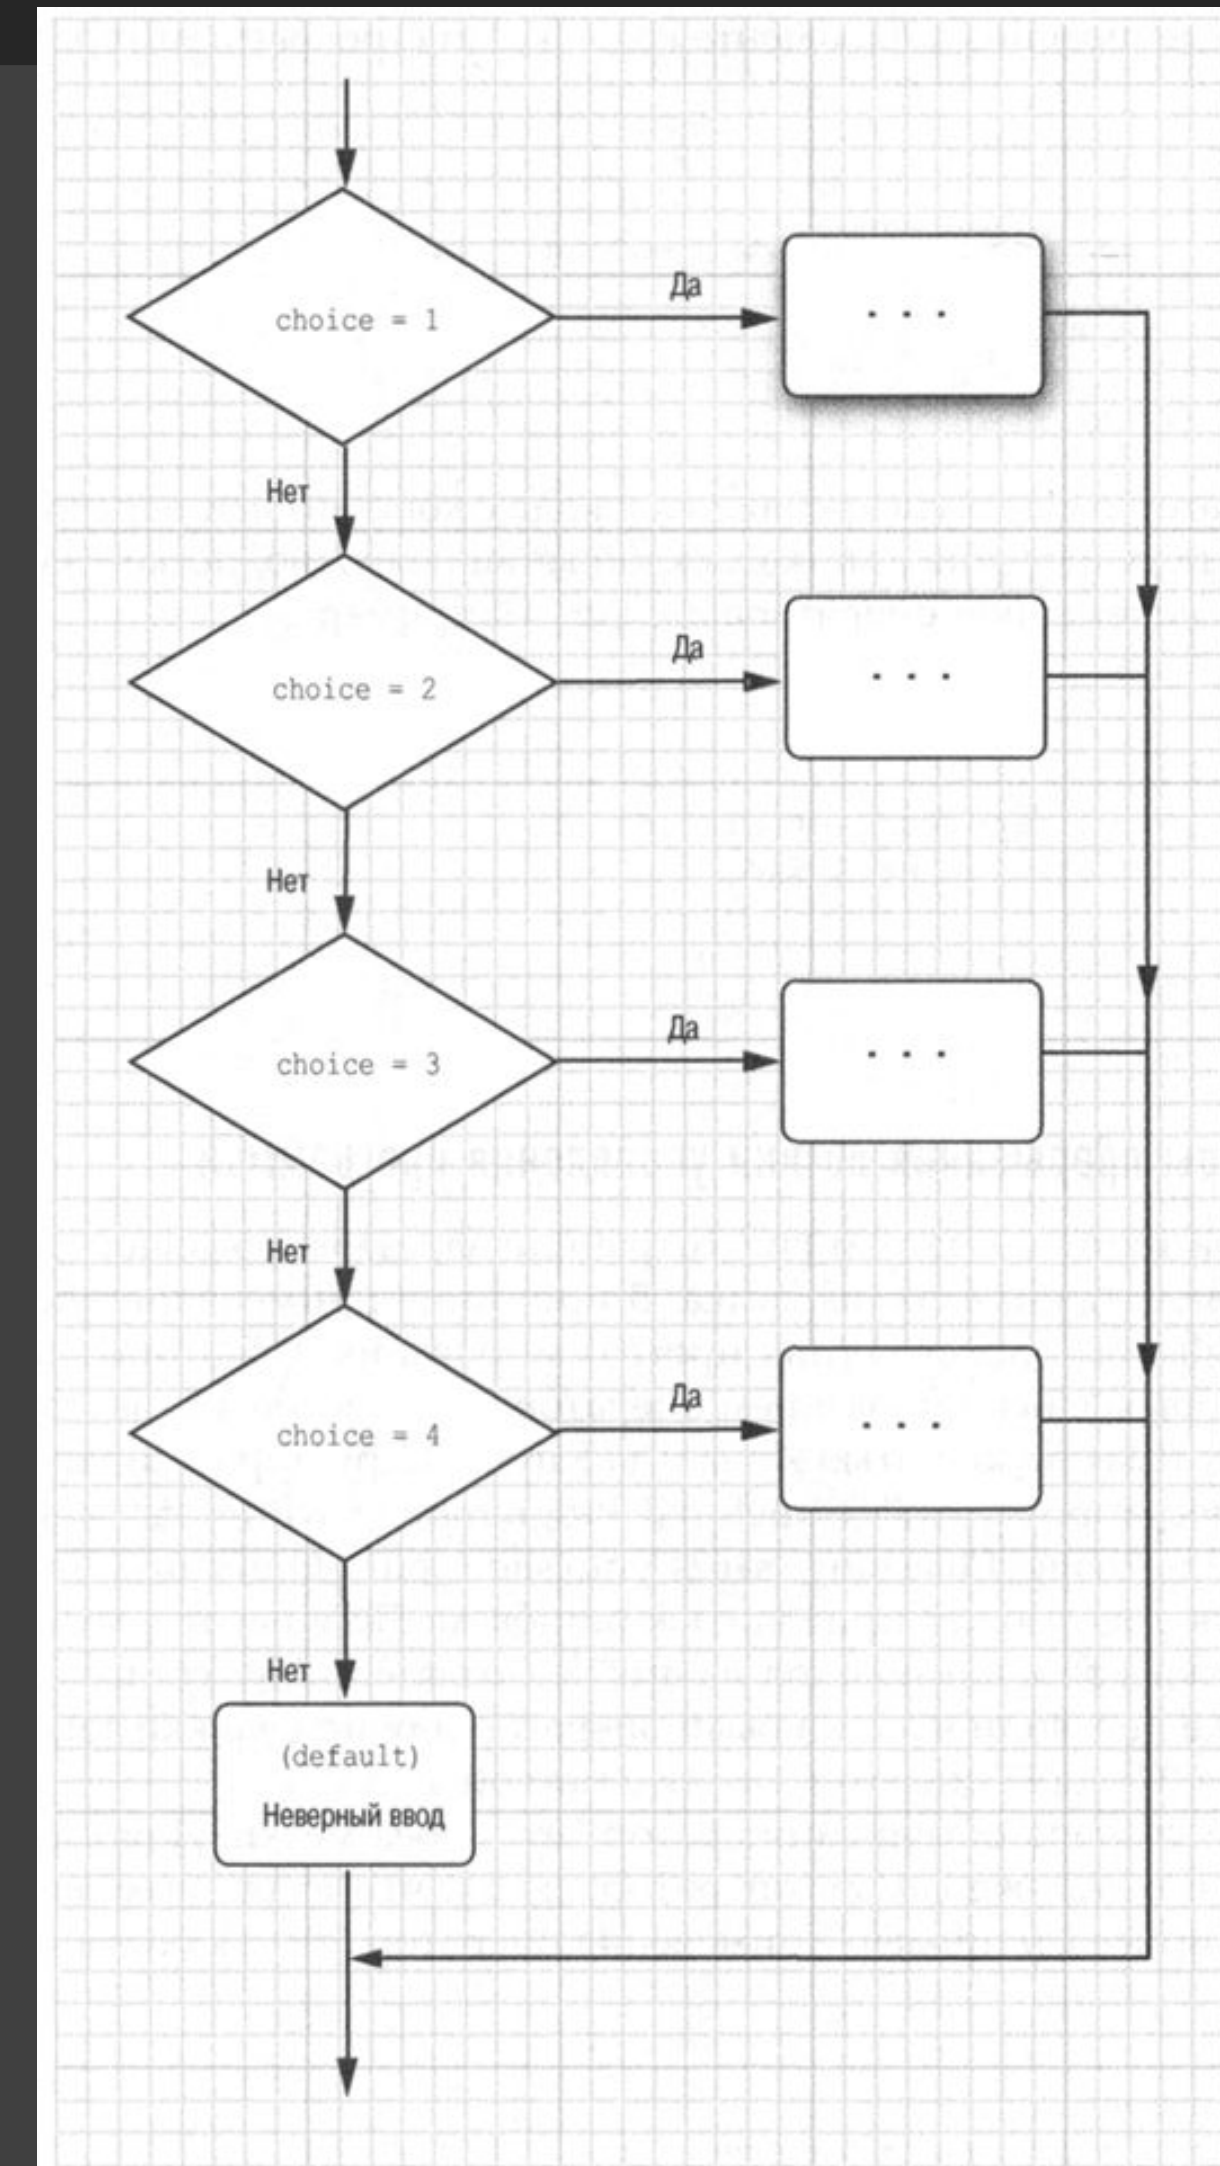 choice = 1
Да
. . .
Нет
choice = 2
Да
. . .
Нет
choice = 3
Да
. . .
Нет
choice = 4
Да
. . .
Нет
(default)
Неверный ввод